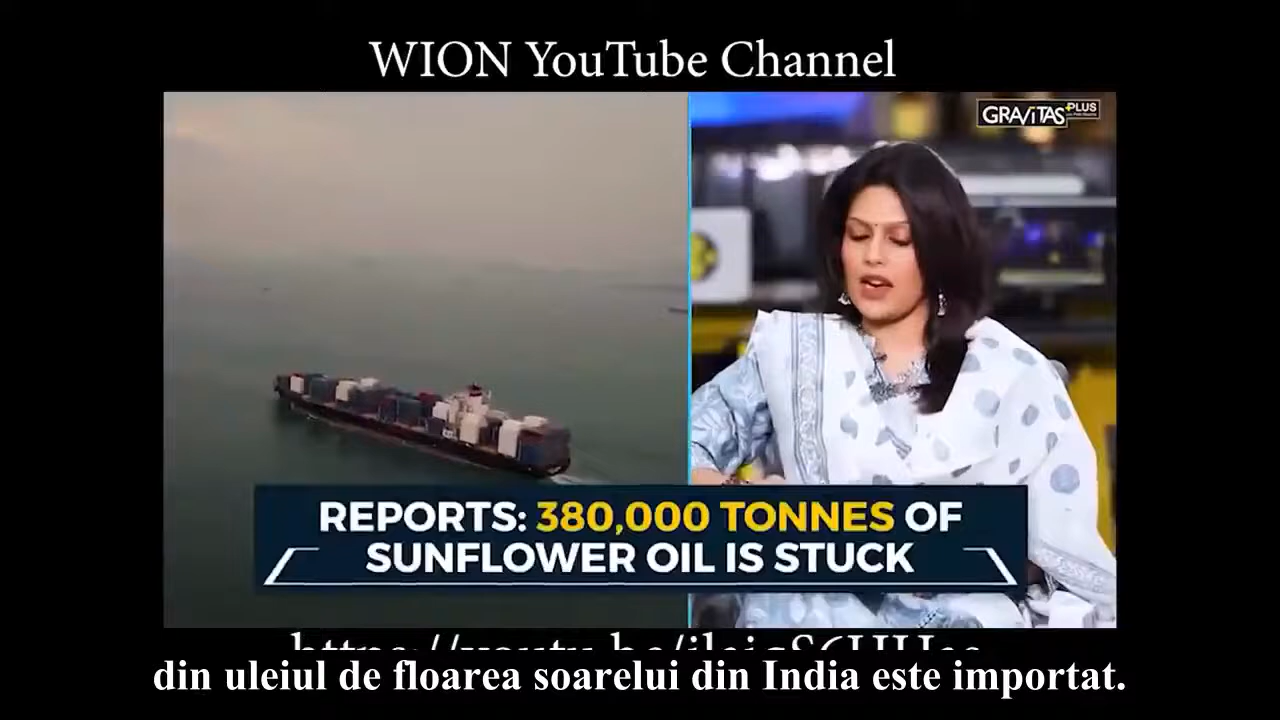 WION YouTube Channel
GRAVITAS PLUS
REPORTS: 380,000 TONNES OF
SUNFLOWER OIL IS STUCK
din uleiul de floarea soarelui din India este importat.